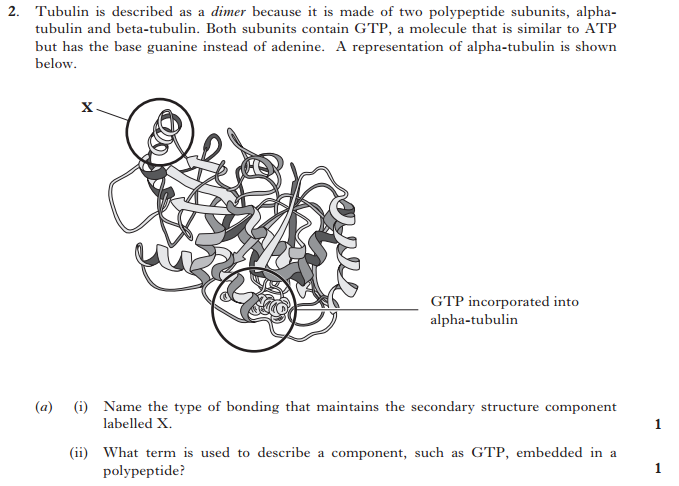 2. Tubulin is described as a dimer because it is made of two polypeptide subunits, alpha-
tubulin and beta-tubulin. Both subunits contain GTP, a molecule that is similar to ATP
but has the base guanine instead of adenine. A representation of alpha-tubulin is shown
below.
X
GTP incorporated into
alpha-tubulin
(a) (i) Name the type of bonding that maintains the secondary structure component
labelled X. 1
(ii) What term is used to describe a component, such as GTP, embedded in a
polypeptide? 1